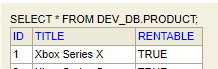 SELECT * FROM DEV_DB.PRODUCT;
ID TITLE RENTABLE
1 Xbox Series X TRUE